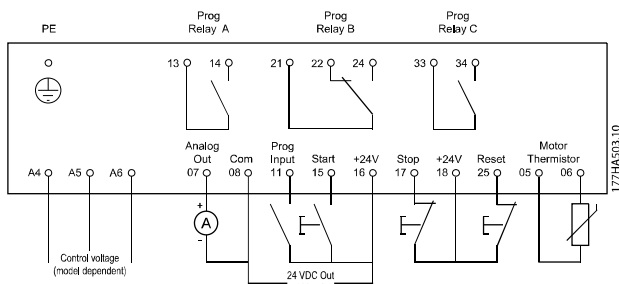 PE
Prog
Relay A
Prog
Relay B
Prog
Relay C
13 14 21 22 24 33 34
Analog
Out
Com
Prog
Input
Start
+24V
Stop
+24V
Reset
Motor
Thermistor
A4 A5 A6 07 08 11 15 16 17 18 25 05 06
+
A
-
Control voltage
(model dependent)
24 VDC Out
177HA503.10